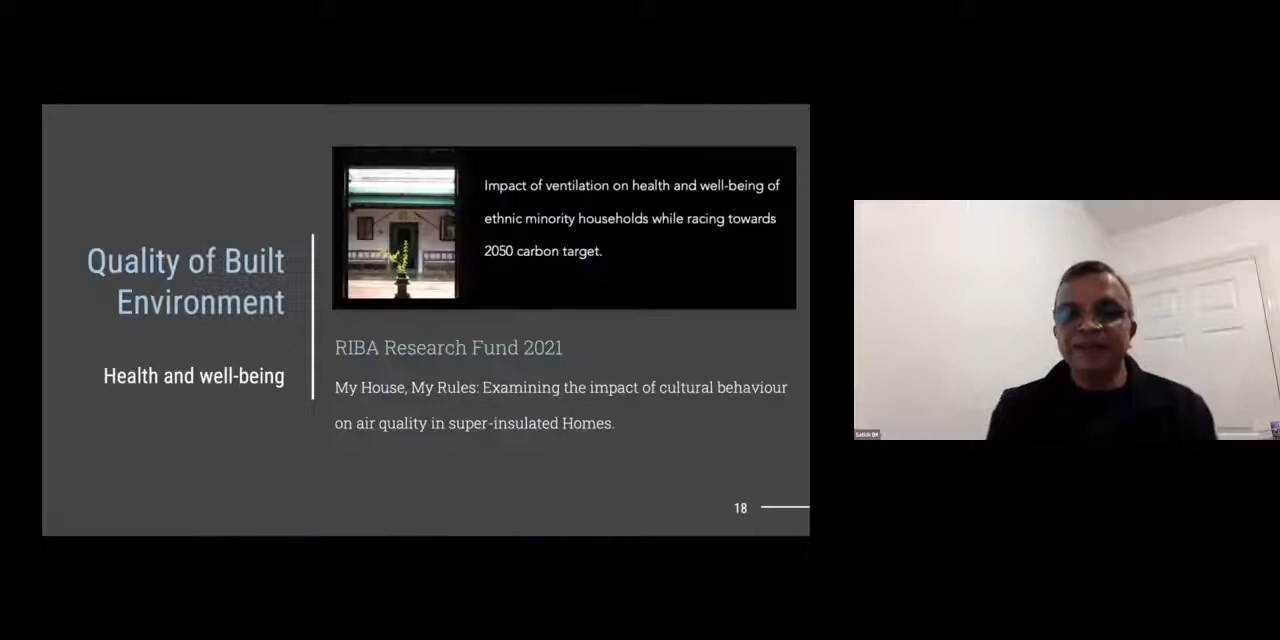 Quality of Built
Environment
Health and well-being
Impact of ventilation on health and well-being of
ethnic minority households while racing towards
2050 carbon target.
RIBA Research Fund 2021
My House, My Rules: Examining the impact of cultural behaviour
on air quality in super-insulated Homes.
18
Satish BK